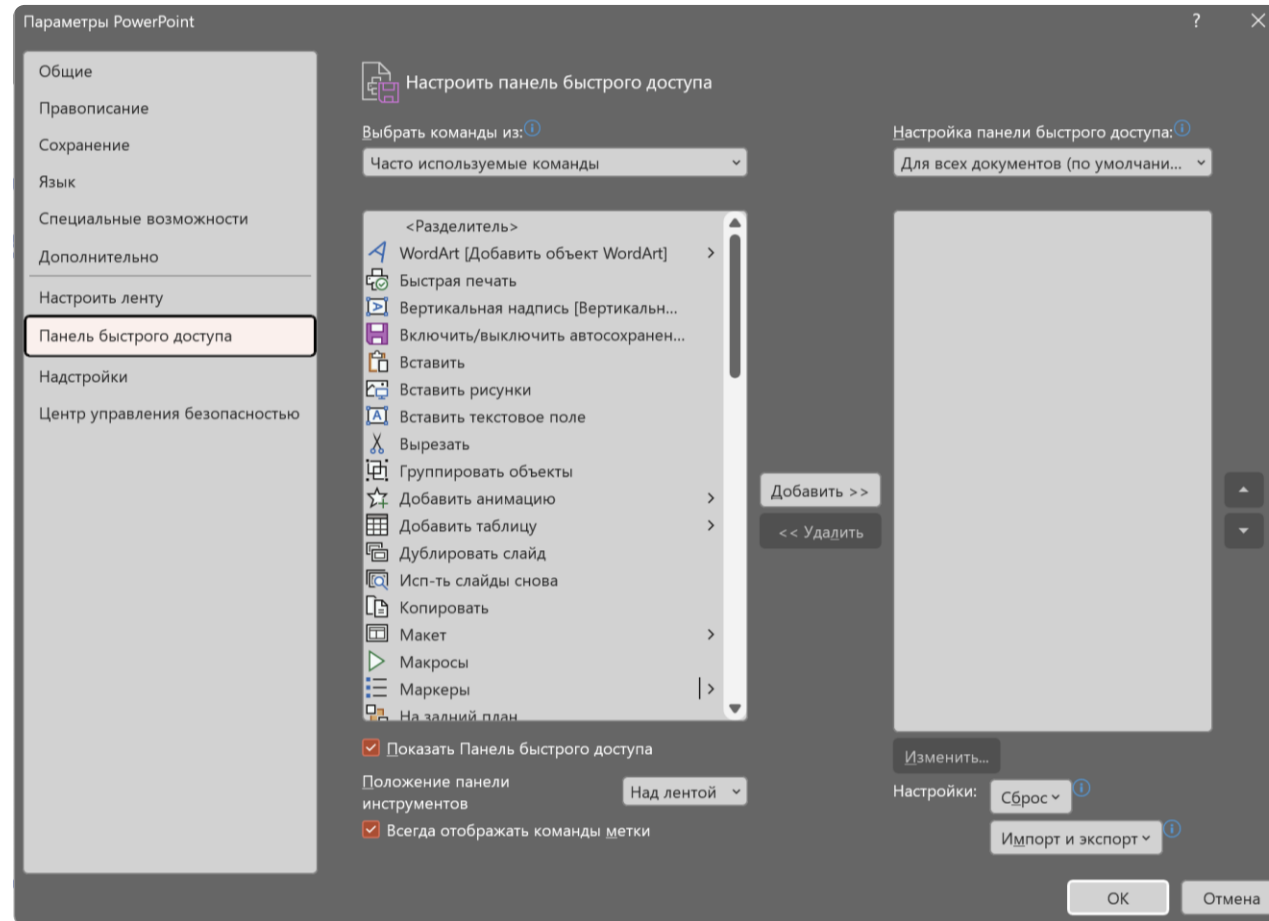 Параметры PowerPoint
?
Общие
Правописание
Сохранение
Язык
Специальные возможности
Дополнительно
Настроить ленту
Панель быстрого доступа
Надстройки
Центр управления безопасностью
Настроить панель быстрого доступа
Выбрать команды из:
Часто используемые команды
<Разделитель>
WordArt [Добавить объект WordArt]
Быстрая печать
Вертикальная надпись [Вертикальн...
Включить/выключить автосохранен...
Вставить
Вставить рисунки
Вставить текстовое поле
Вырезать
Группировать объекты
Добавить анимацию
Добавить таблицу
Дублировать слайд
Исп-ть слайды снова
Копировать
Макет
Макросы
Маркеры
На задний план
Показать Панель быстрого доступа
Положение панели
инструментов
Над лентой
Всегда отображать команды метки
Добавить >>
<< Удалить
Настройка панели быстрого доступа:
Для всех документов (по умолчани...
Изменить...
Настройки:
Сброс
Импорт и экспорт
ОК
Отмена